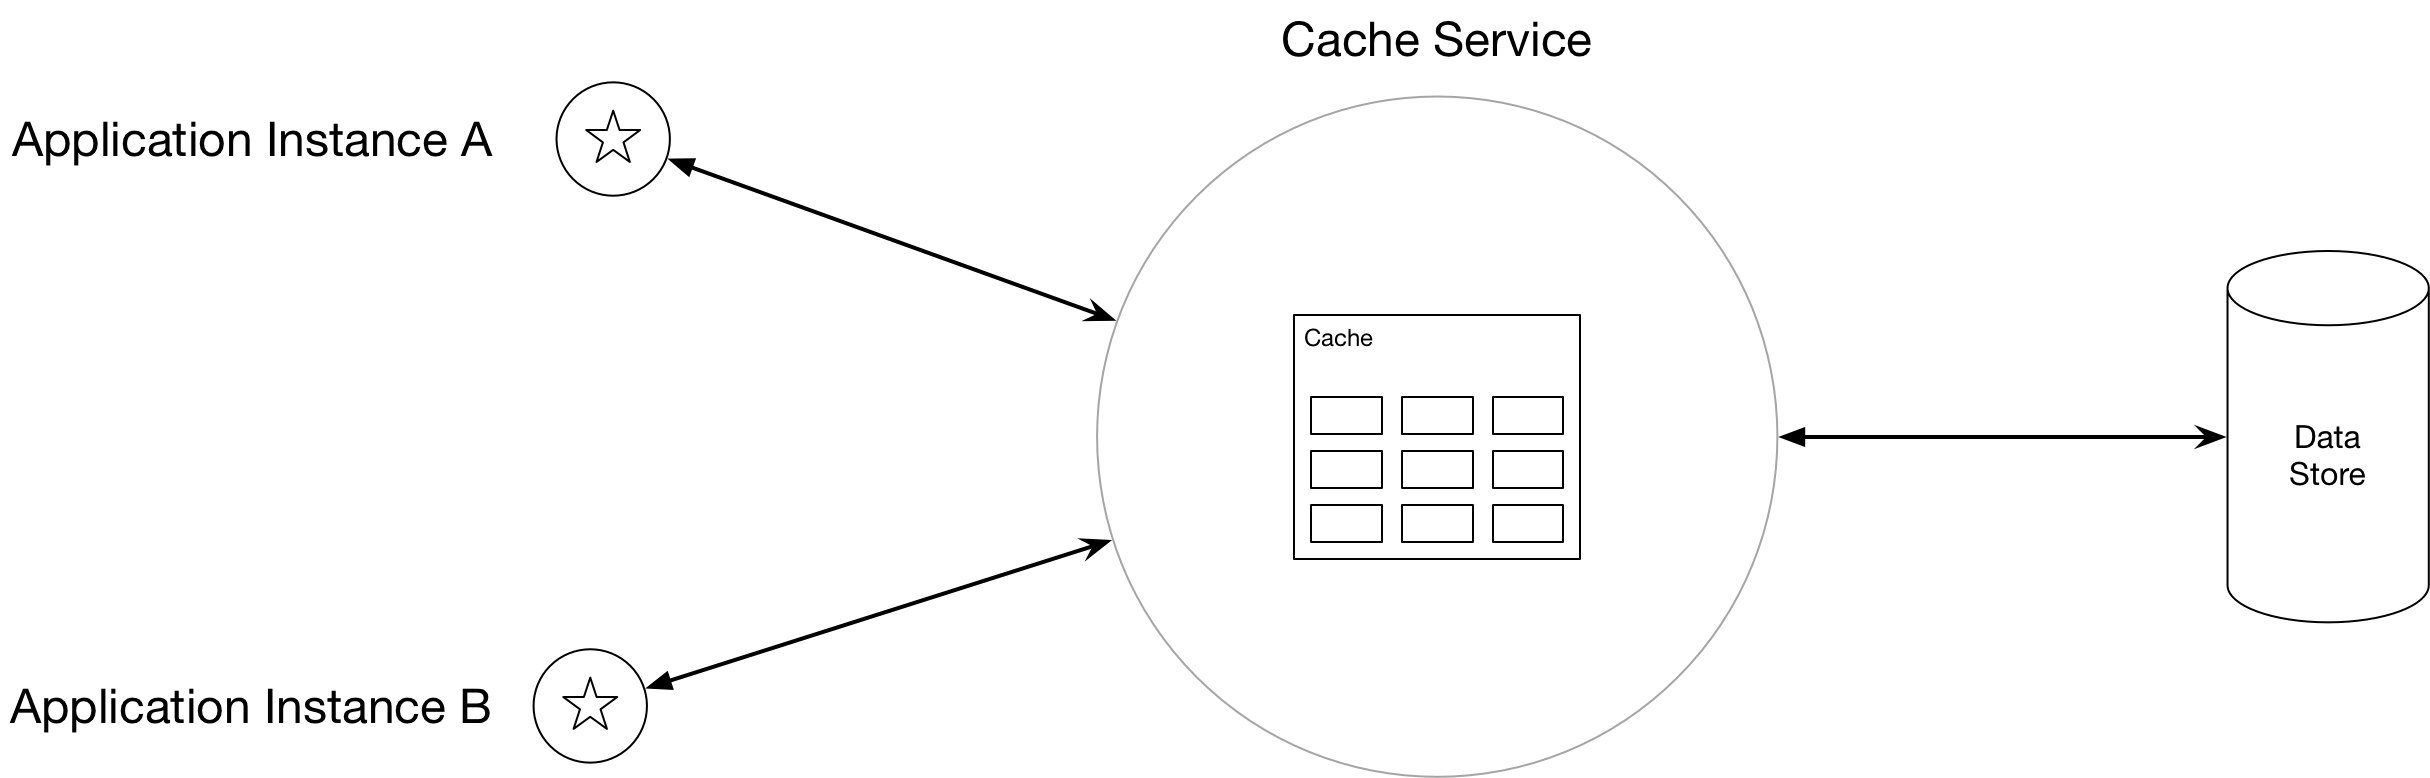 Cache Service
Application Instance A
Cache
Data
Store
Application Instance B